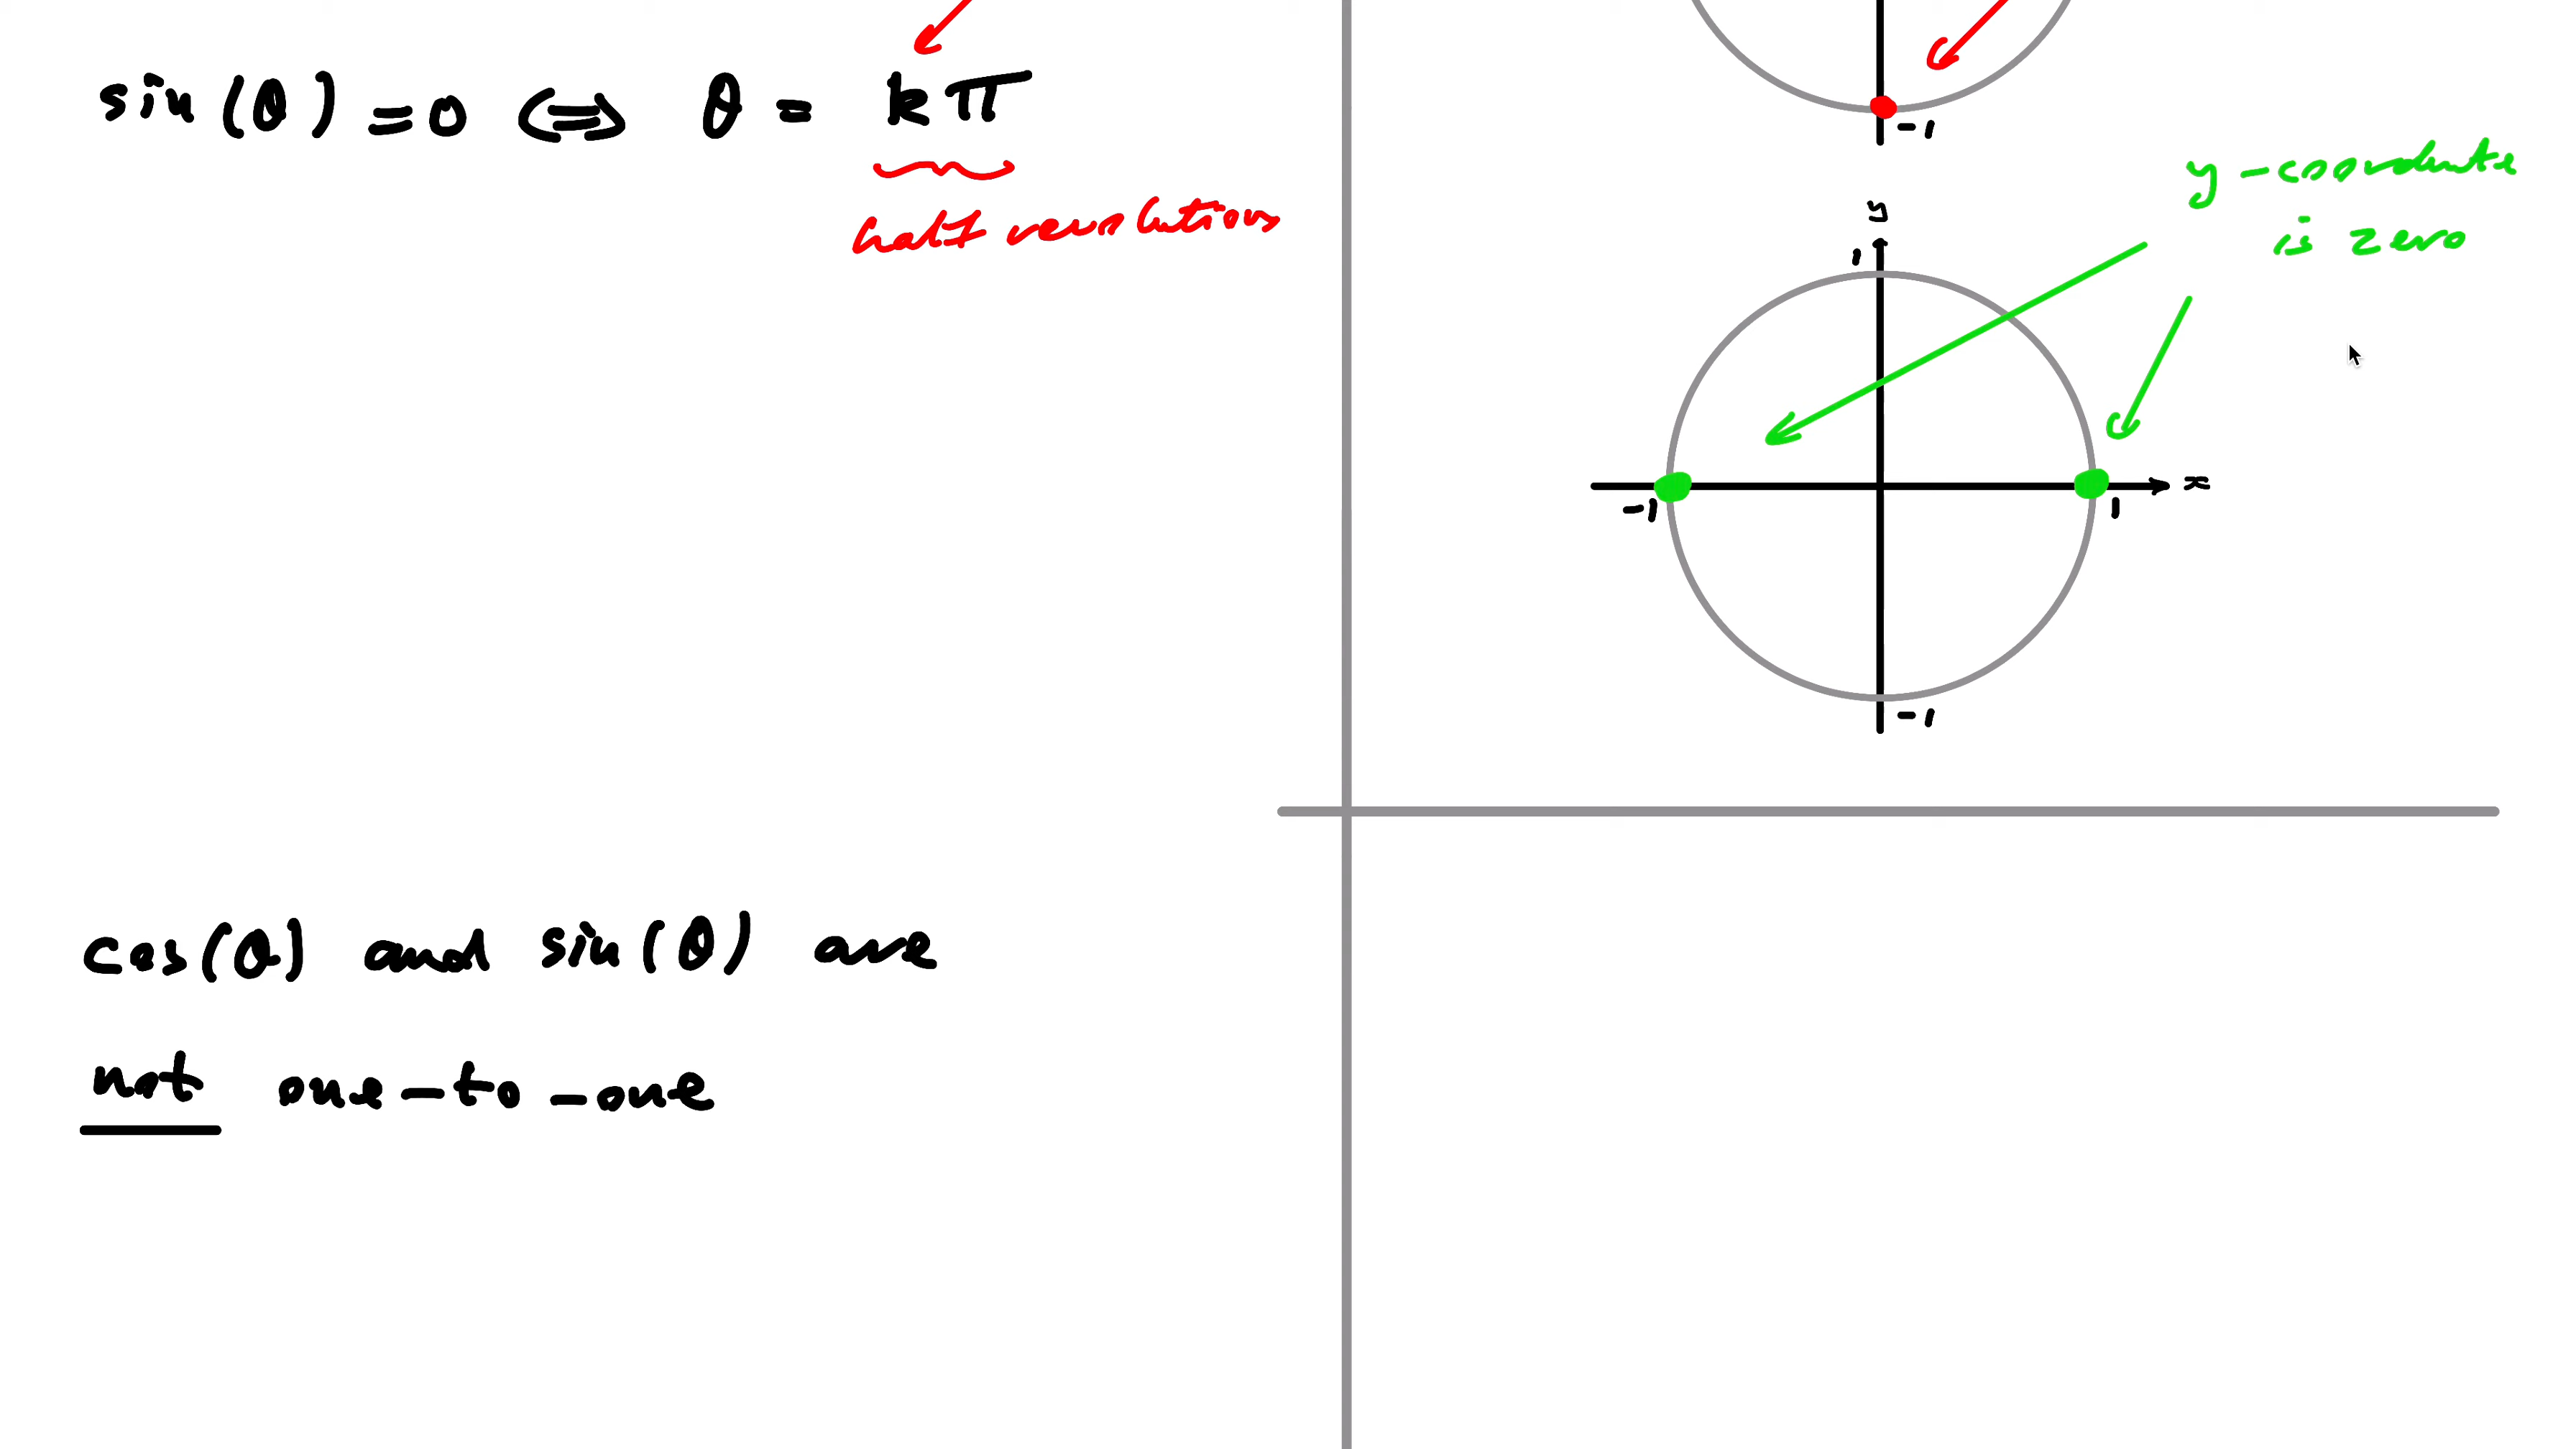 sin(θ) = 0 ⟺ θ = kπ
half revolutions
-1
y-coordinate
is zero
y
1
-1
1
x
-1
cos(θ) and sin(θ) are
not one-to-one